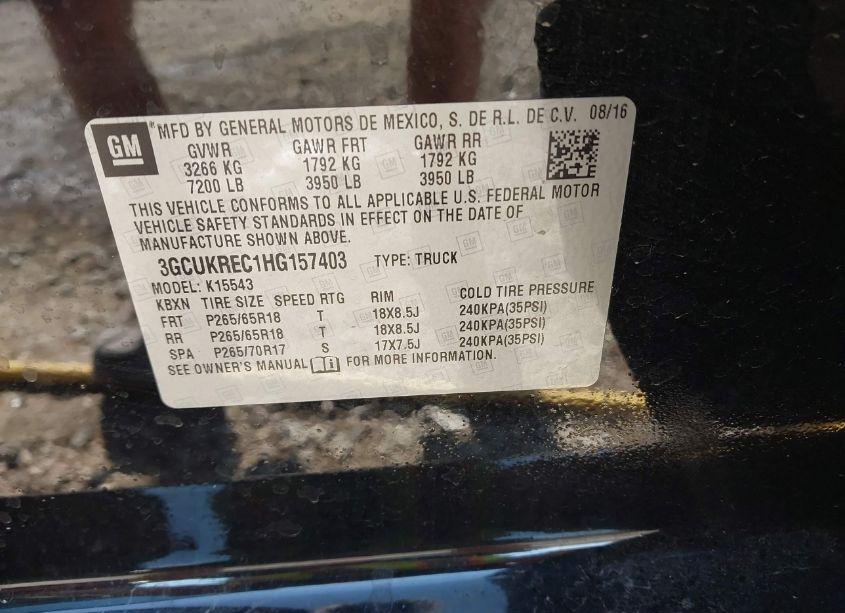 GM
MFD BY GENERAL MOTORS DE MEXICO, S. DE R.L. DE C.V. 08/16
GVWR GAWR FRT GAWR RR
3266 KG 1792 KG 1792 KG
7200 LB 3950 LB 3950 LB
THIS VEHICLE CONFORMS TO ALL APPLICABLE U.S. FEDERAL MOTOR
VEHICLE SAFETY STANDARDS IN EFFECT ON THE DATE OF
MANUFACTURE SHOWN ABOVE.
3GCUKREC1HG157403 TYPE: TRUCK
MODEL: K15543
KBXN TIRE SIZE SPEED RTG RIM COLD TIRE PRESSURE
FRT P265/65R18 T 18X8.5J 240KPA(35PSI)
RR P265/65R18 T 18X8.5J 240KPA(35PSI)
SPA P265/70R17 S 17X7.5J 240KPA(35PSI)
SEE OWNER'S MANUAL FOR MORE INFORMATION.